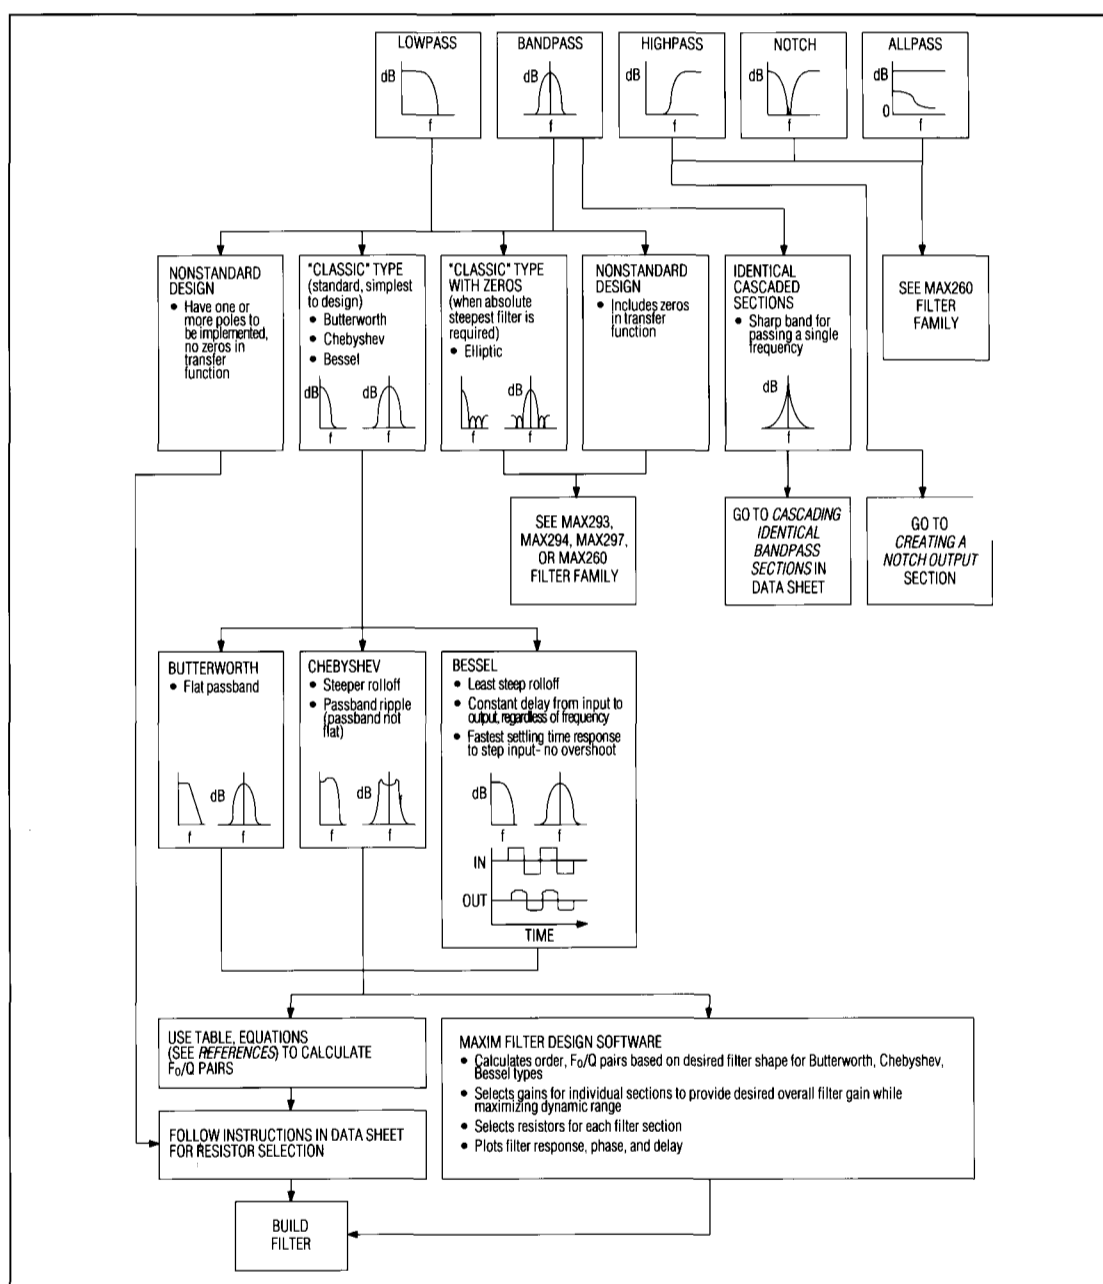 LOWPASS
dB
f
BANDPASS
dB
f
HIGHPASS
dB
f
NOTCH
dB
f
ALLPASS
dB
0
f
NONSTANDARD
DESIGN
• Have one or
more poles to
be implemented,
no zeros in
transfer
function
"CLASSIC" TYPE
(standard, simplest
to design)
• Butterworth
• Chebyshev
• Bessel
dB
f
dB
f
"CLASSIC" TYPE
WITH ZEROS
(when absolute
steepest filter is
required)
• Elliptic
f
dB
f
NONSTANDARD
DESIGN
• Includes zeros in
transfer
function
IDENTICAL
CASCADED
SECTIONS
• Sharp band for
passing a single
frequency
dB
f
SEE MAX260
FILTER
FAMILY
SEE MAX293,
MAX294, MAX297,
OR MAX260
FILTER FAMILY
GO TO CASCADING
IDENTICAL
BANDPASS
SECTIONS IN
DATA SHEET
GO TO
CREATING A
NOTCH OUTPUT
SECTION
BUTTERWORTH
• Flat passband
f
dB
f
CHEBYSHEV
• Steeper rolloff
• Passband ripple
(passband not
flat)
f
dB
f
BESSEL
• Least steep rolloff
• Constant delay from input to
output, regardless of frequency
• Fastest settling time response
to step input- no overshoot
dB
f
f
IN
OUT
TIME
USE TABLE, EQUATIONS
(SEE REFERENCES) TO CALCULATE
F0/Q PAIRS
FOLLOW INSTRUCTIONS IN DATA SHEET
FOR RESISTOR SELECTION
MAXIM FILTER DESIGN SOFTWARE
• Calculates order, F0/Q pairs based on desired filter shape for Butterworth, Chebyshev,
Bessel types
• Selects gains for individual sections to provide desired overall filter gain while
maximizing dynamic range
• Selects resistors for each filter section
• Plots filter response, phase, and delay
BUILD
FILTER